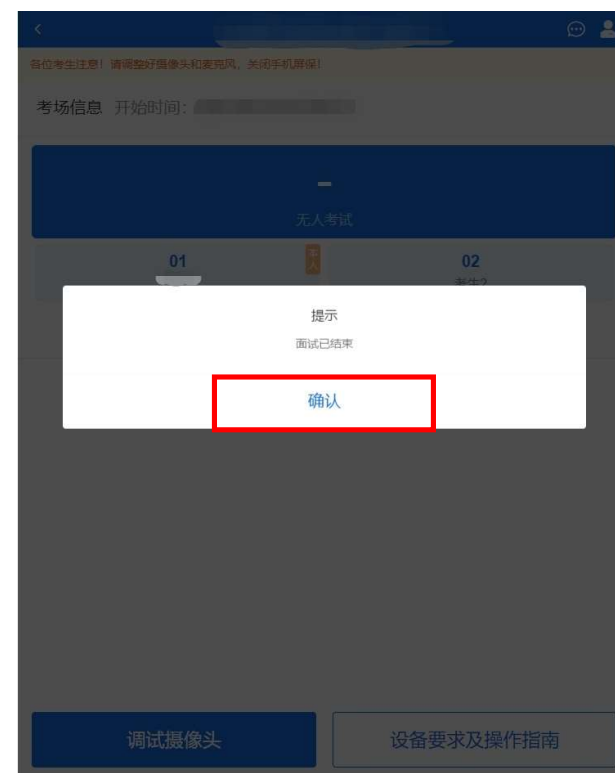 各位考生注意！请调整好摄像头和麦克风，关闭手机屏保！
考场信息 开始时间：
-
无人考试
01
本人
02
考生2
提示
面试已结束
确认
调试摄像头
设备要求及操作指南